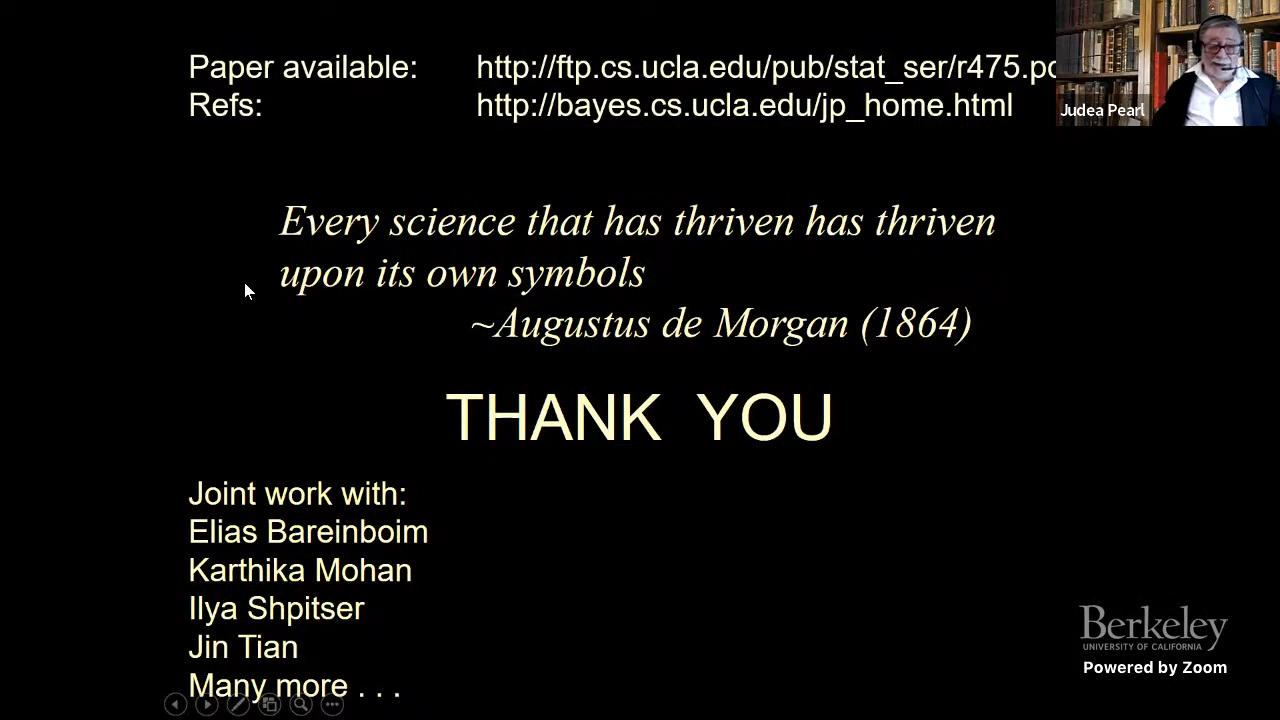 Paper available: http://ftp.cs.ucla.edu/pub/stat_ser/r475.pd
Refs: http://bayes.cs.ucla.edu/jp_home.html
Judea Pearl
Every science that has thriven has thriven
upon its own symbols
~Augustus de Morgan (1864)
THANK YOU
Joint work with:
Elias Bareinboim
Karthika Mohan
Ilya Shpitser
Jin Tian
Many more . . .
Berkeley
UNIVERSITY OF CALIFORNIA
Powered by Zoom